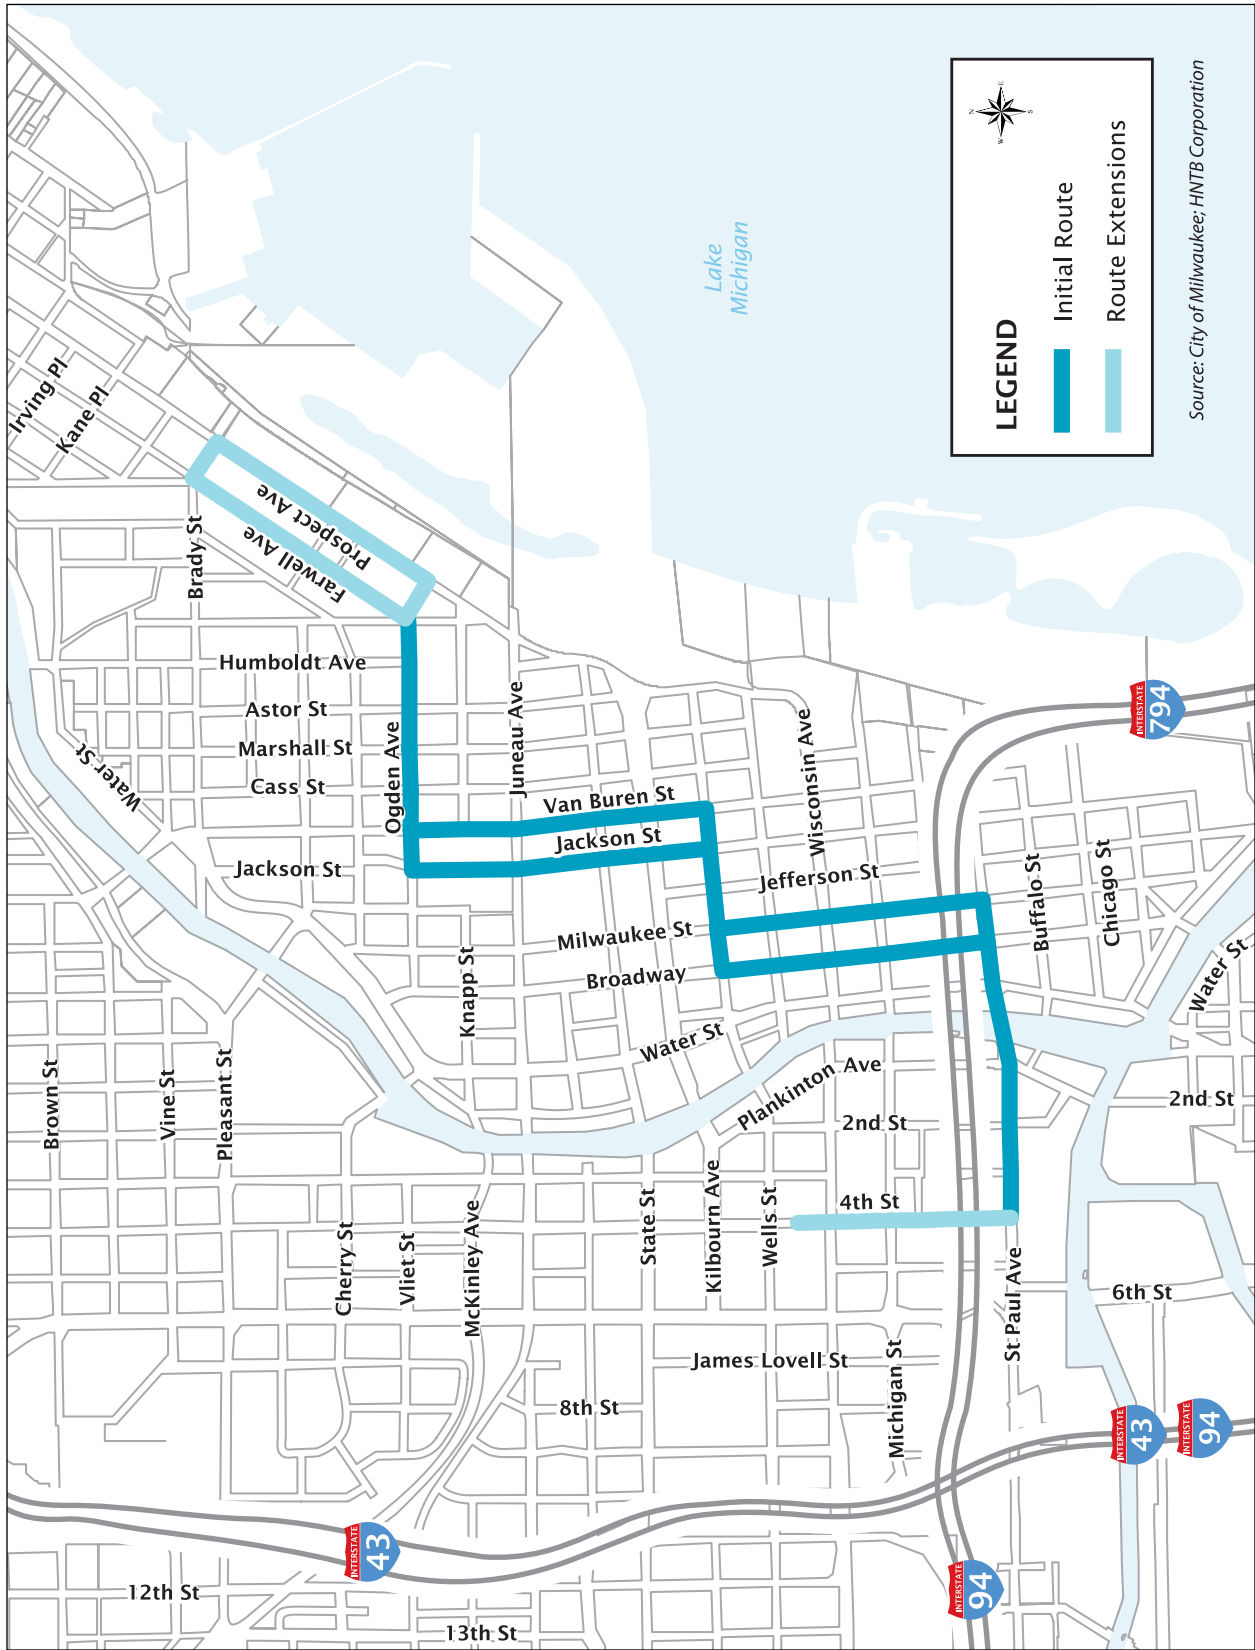 Irving Pl
Kane Pl
Prospect Ave
Farwell Ave
Brady St
Humboldt Ave
Astor St
Marshall St
Cass St
Ogden Ave
Juneau Ave
Water St
Jackson St
Van Buren St
Jackson St
Wisconsin Ave
Jefferson St
Milwaukee St
Broadway
Knapp St
Water St
Buffalo St
Chicago St
Water St
Brown St
Vine St
Pleasant St
Plankinton Ave
2nd St
2nd St
4th St
State St
Kilbourn Ave
Wells St
Cherry St
Vliet St
McKinley Ave
St Paul Ave
6th St
James Lovell St
Michigan St
8th St
12th St
13th St
INTERSTATE
794
INTERSTATE
43
INTERSTATE
94
INTERSTATE
43
INTERSTATE
94
Lake
Michigan
LEGEND
Initial Route
Route Extensions
N
E
S
W
Source: City of Milwaukee; HNTB Corporation